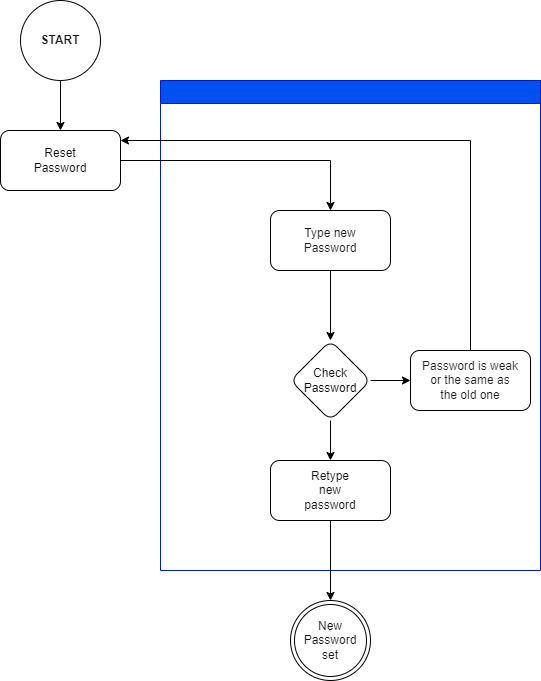 START
Reset
Password
Type new
Password
Check
Password
Password is weak
or the same as
the old one
Retype
new
password
New
Password
set